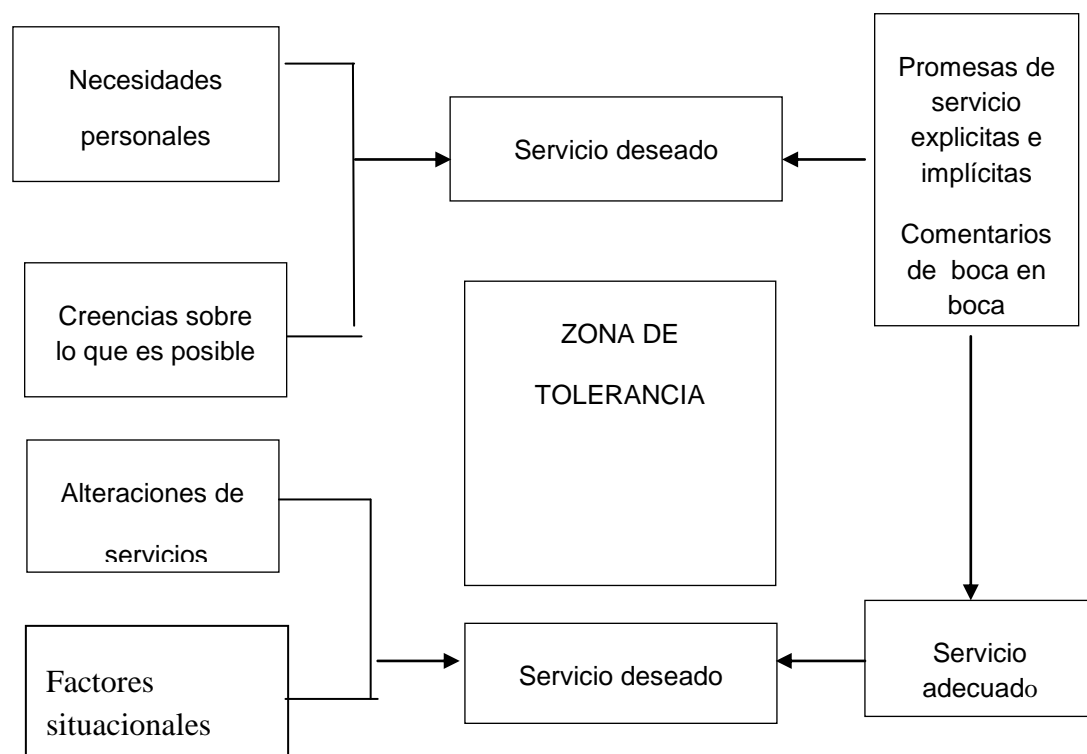 Necesidades
personales
Servicio deseado
Promesas de
servicio
explicitas e
implícitas
Comentarios
de boca en
boca
Creencias sobre
lo que es posible
ZONA DE
TOLERANCIA
Alteraciones de
servicios
Factores
situacionales
Servicio deseado
Servicio
adecuado